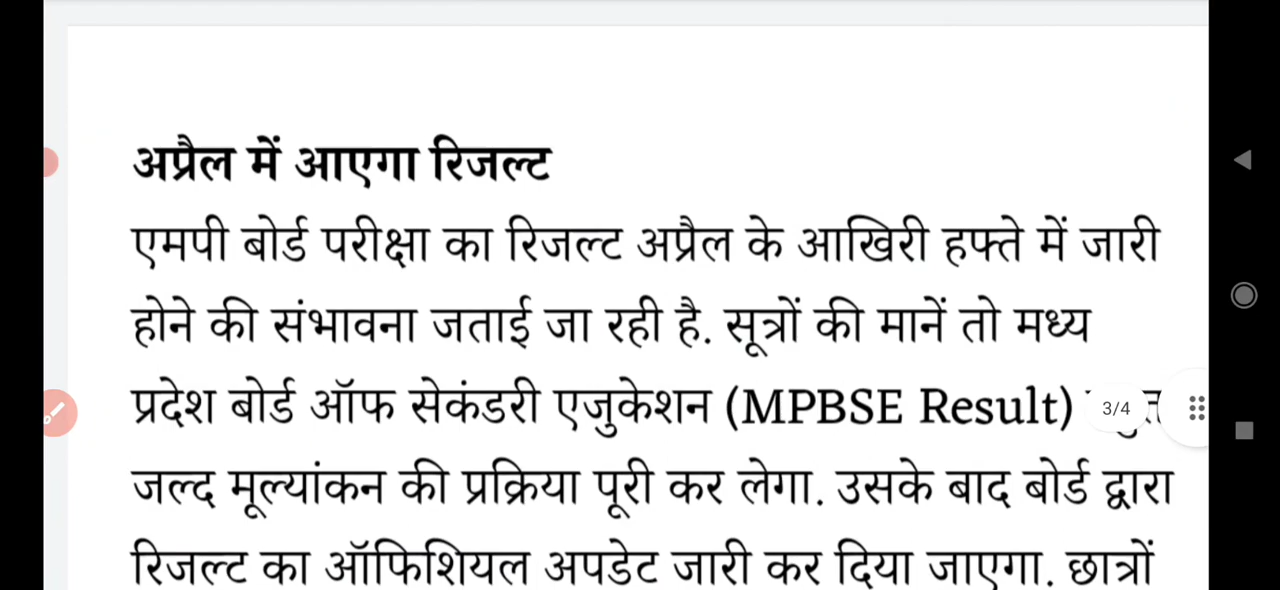 अप्रैल में आएगा रिजल्ट
एमपी बोर्ड परीक्षा का रिजल्ट अप्रैल के आखिरी हफ्ते में जारी
होने की संभावना जताई जा रही है. सूत्रों की मानें तो मध्य
प्रदेश बोर्ड ऑफ सेकंडरी एजुकेशन (MPBSE Result)
3/4
जल्द मूल्यांकन की प्रक्रिया पूरी कर लेगा. उसके बाद बोर्ड द्वारा
रिजल्ट का ऑफिशियल अपडेट जारी कर दिया जाएगा. छात्रों